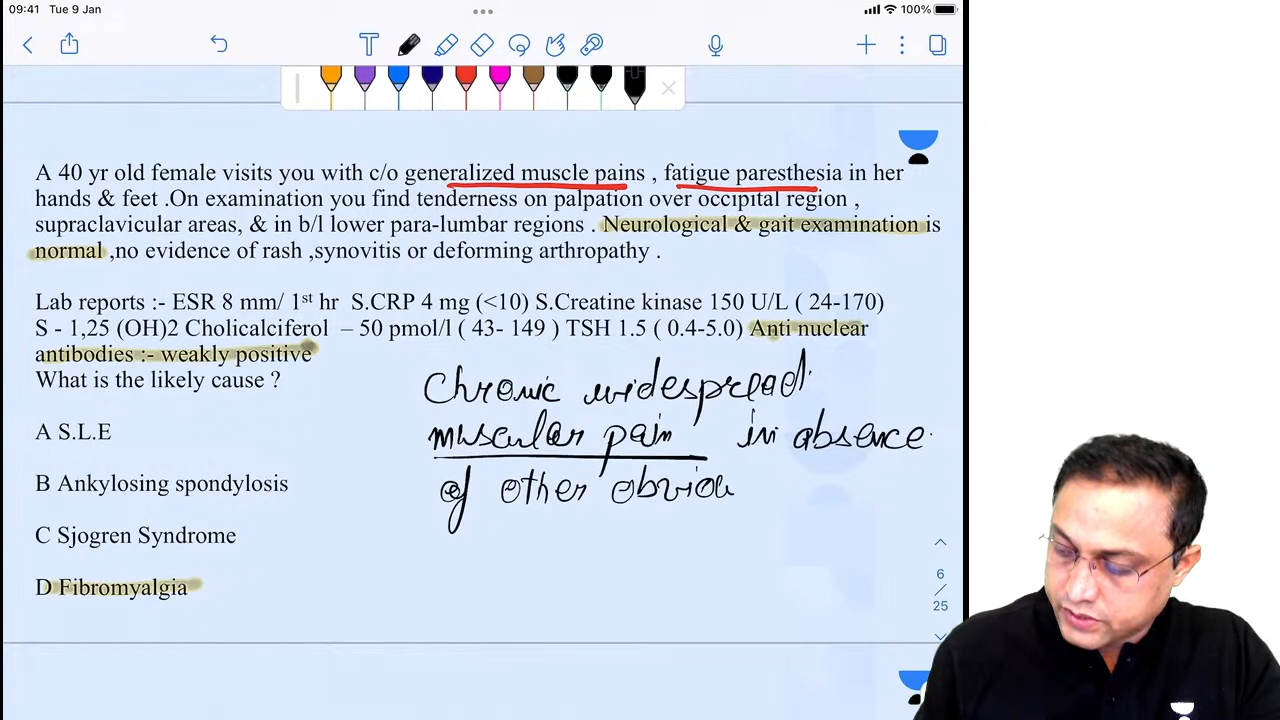 09:41 Tue 9 Jan
100%
A 40 yr old female visits you with c/o generalized muscle pains , fatigue paresthesia in her
hands & feet .On examination you find tenderness on palpation over occipital region ,
supraclavicular areas, & in b/l lower para-lumbar regions . Neurological & gait examination is
normal ,no evidence of rash ,synovitis or deforming arthropathy .
Lab reports :- ESR 8 mm/ 1st hr S.CRP 4 mg (<10) S.Creatine kinase 150 U/L ( 24-170)
S - 1,25 (OH)2 Cholicalciferol – 50 pmol/l ( 43- 149 ) TSH 1.5 ( 0.4-5.0) Anti nuclear
antibodies :- weakly positive
What is the likely cause ?
Chronic widespread
muscular pain in absence
of other obviou
A S.L.E
B Ankylosing spondylosis
C Sjogren Syndrome
D Fibromyalgia
6
/
25